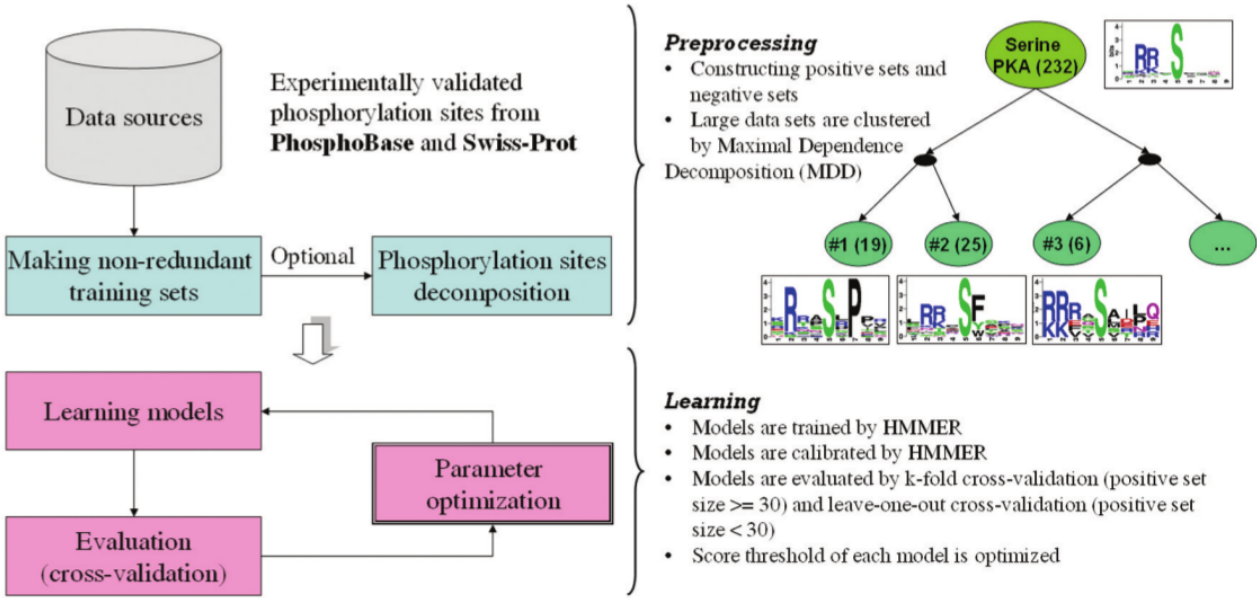 Data sources
Experimentally validated
phosphorylation sites from
PhosphoBase and Swiss-Prot
Making non-redundant
training sets
Optional
Phosphorylation sites
decomposition
Preprocessing
• Constructing positive sets and
negative sets
• Large data sets are clustered
by Maximal Dependence
Decomposition (MDD)
Serine
PKA (232)
#1 (19)
#2 (25)
#3 (6)
...
Learning models
Parameter
optimization
Evaluation
(cross-validation)
Learning
• Models are trained by HMMER
• Models are calibrated by HMMER
• Models are evaluated by k-fold cross-validation (positive set
size >= 30) and leave-one-out cross-validation (positive set
size < 30)
• Score threshold of each model is optimized